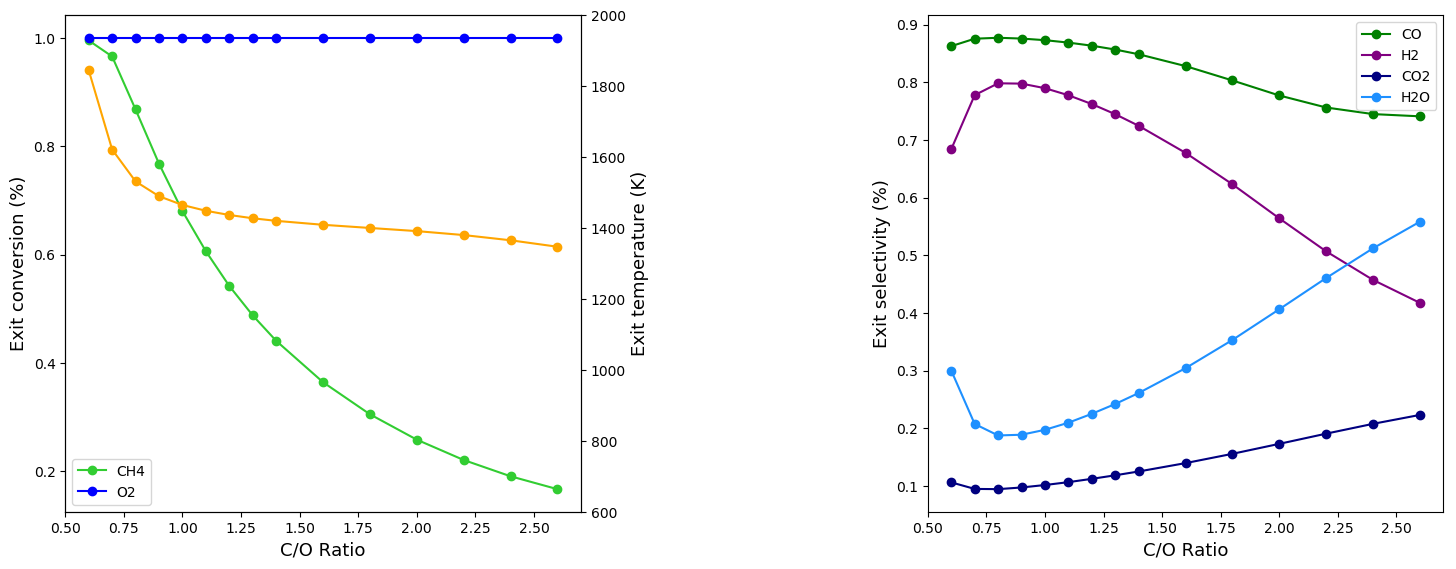 1.0
0.8
0.6
0.4
0.2
Exit conversion (%)
0.50 0.75 1.00 1.25 1.50 1.75 2.00 2.25 2.50
C/O Ratio
CH4
O2
2000
1800
1600
1400
1200
1000
800
600
Exit temperature (K)
0.9
0.8
0.7
0.6
0.5
0.4
0.3
0.2
0.1
Exit selectivity (%)
0.50 0.75 1.00 1.25 1.50 1.75 2.00 2.25 2.50
C/O Ratio
CO
H2
CO2
H2O